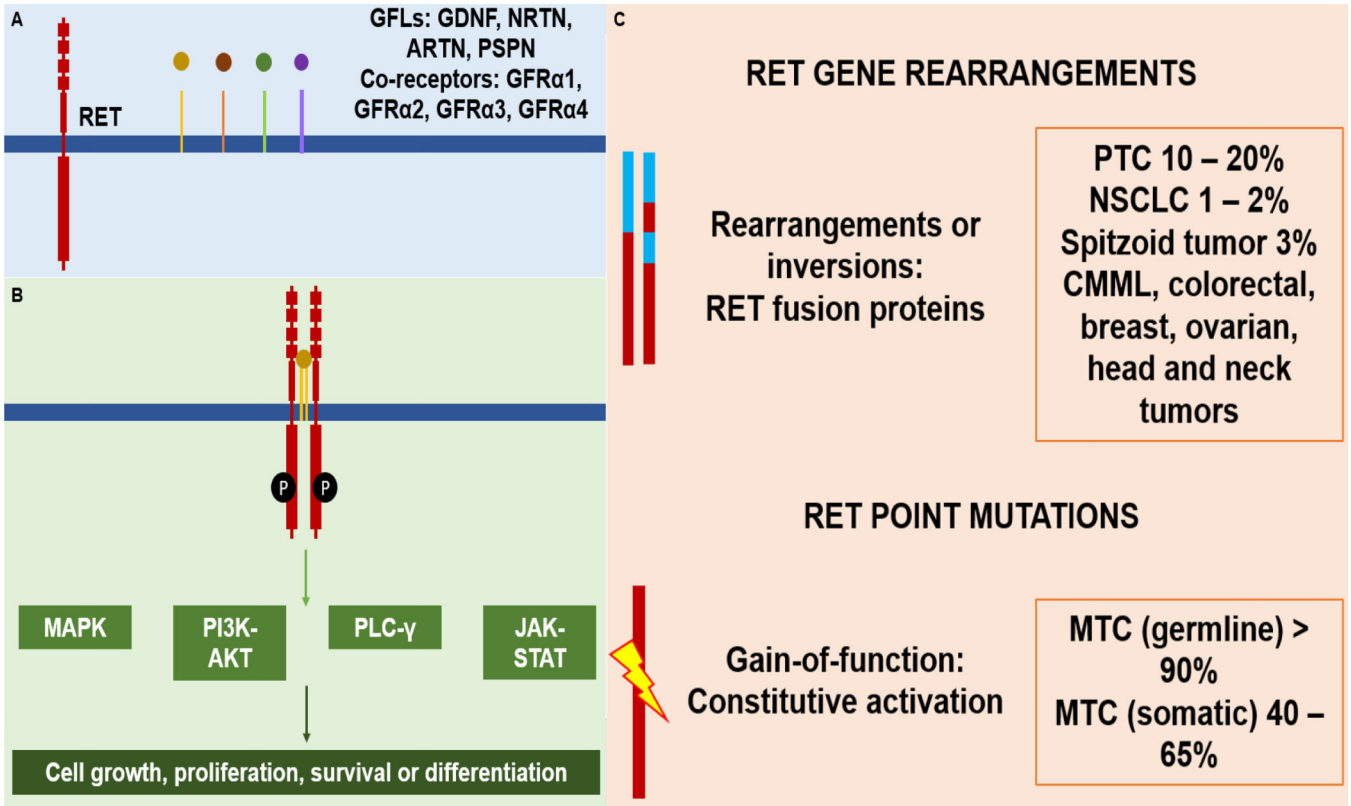 A
GFLs: GDNF, NRTN,
ARTN, PSPN
Co-receptors: GFRα1,
GFRα2, GFRα3, GFRα4
RET
B
P
P
MAPK
PI3K-
AKT
PLC-γ
JAK-
STAT
Cell growth, proliferation, survival or differentiation
C
RET GENE REARRANGEMENTS
Rearrangements or
inversions:
RET fusion proteins
PTC 10 – 20%
NSCLC 1 – 2%
Spitzoid tumor 3%
CMML, colorectal,
breast, ovarian,
head and neck
tumors
RET POINT MUTATIONS
Gain-of-function:
Constitutive activation
MTC (germline) >
90%
MTC (somatic) 40 –
65%